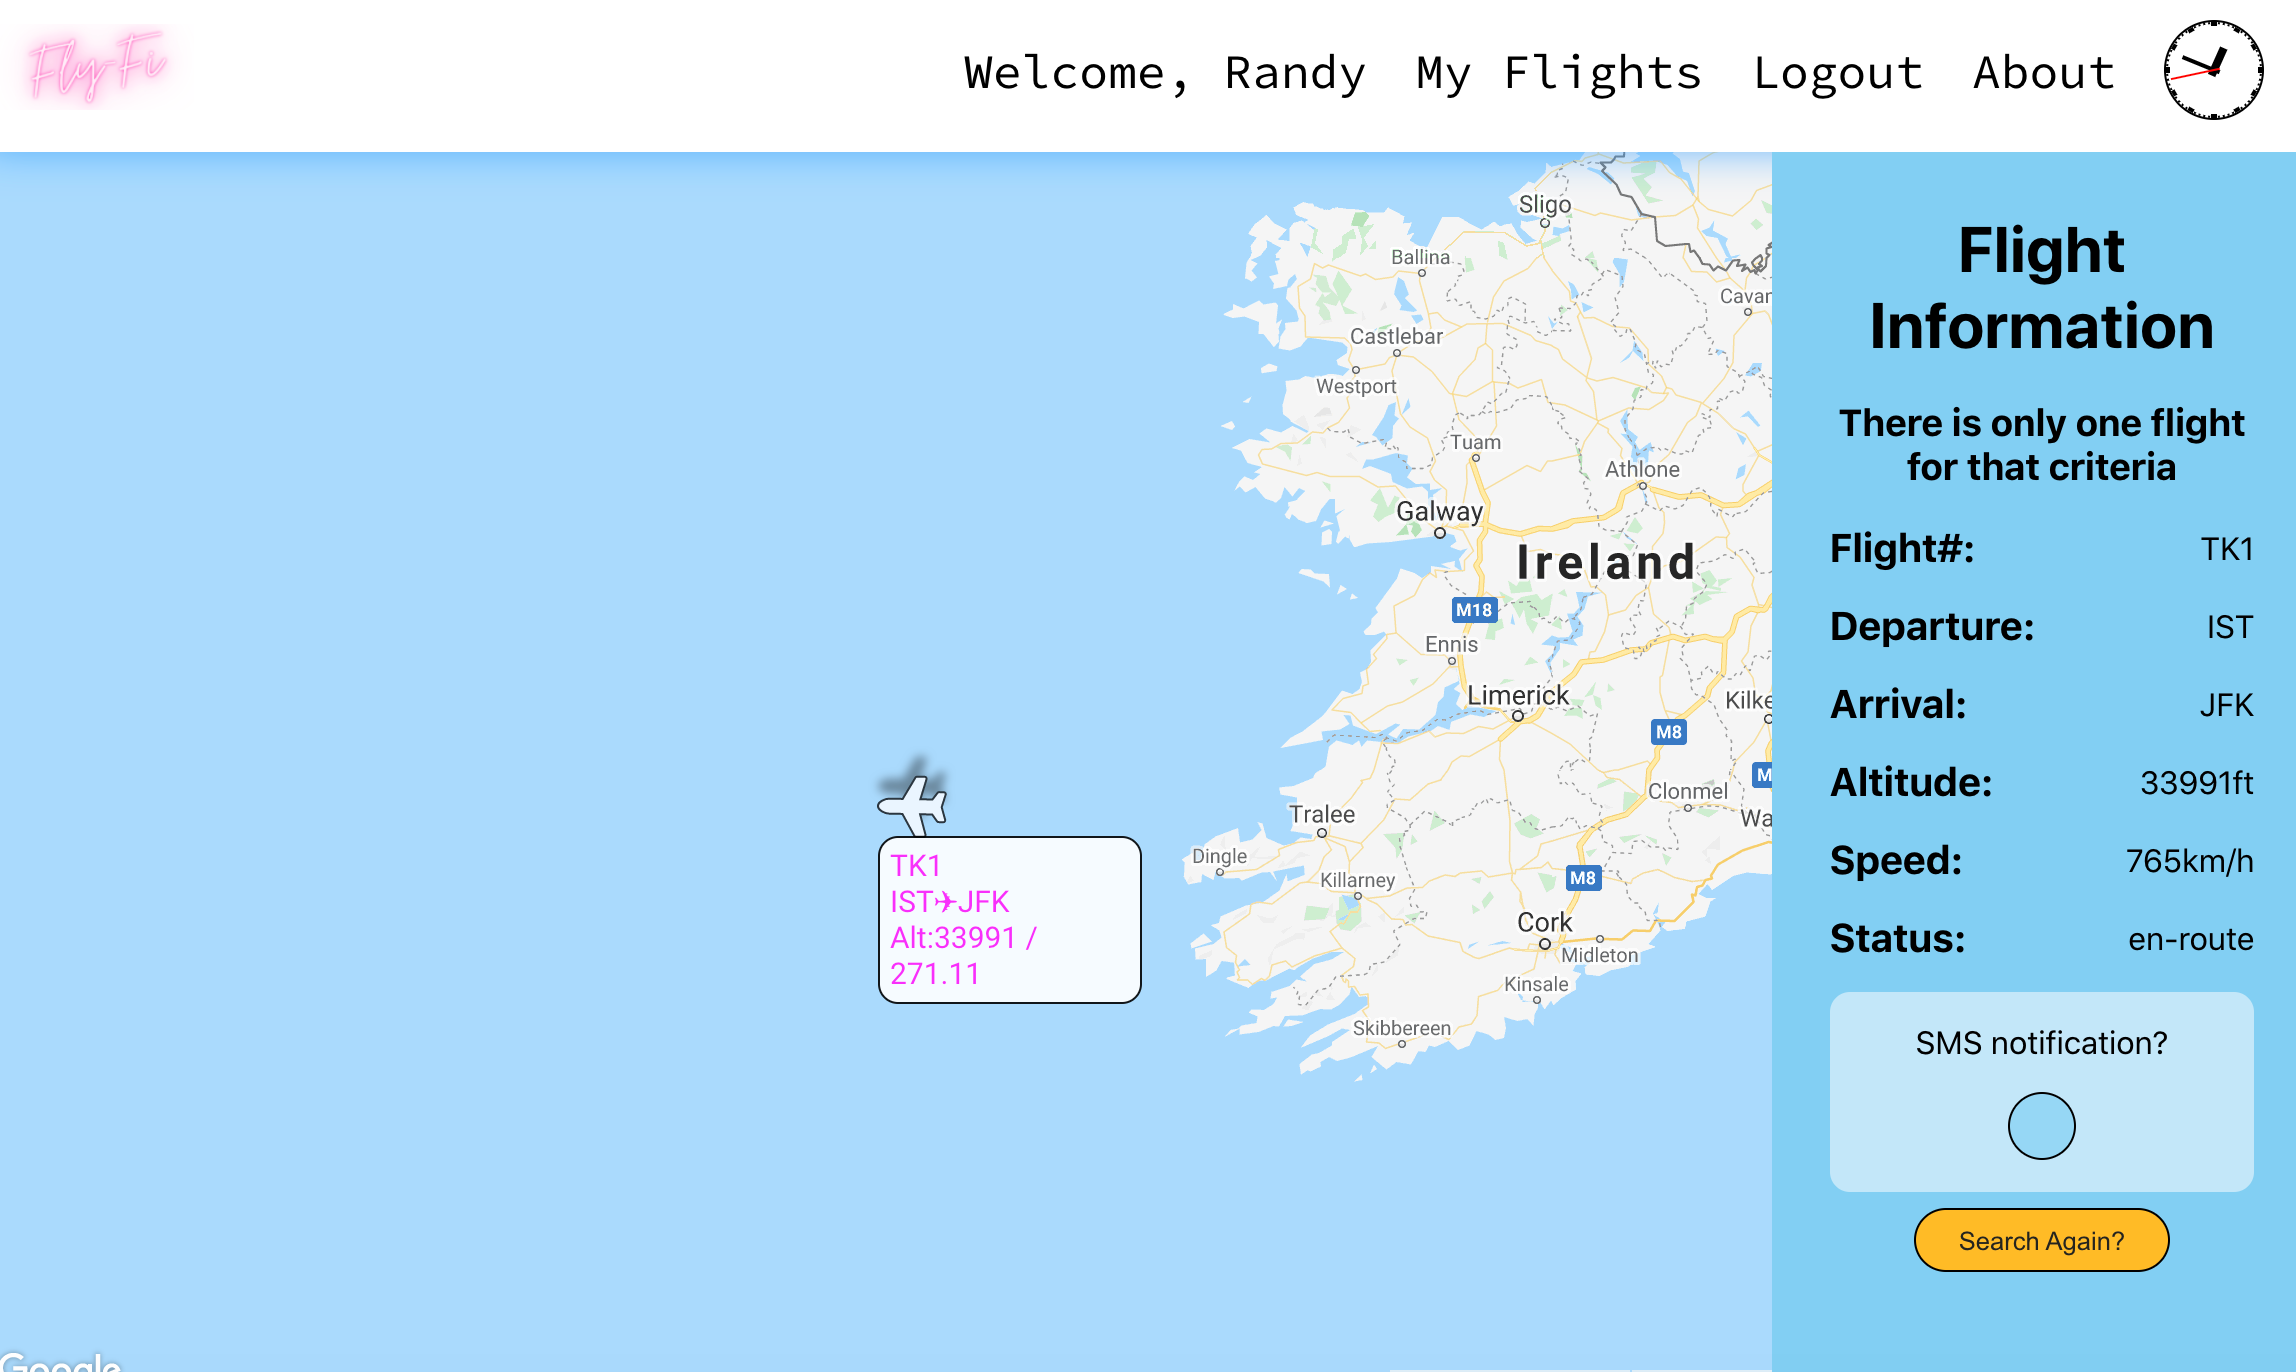 Fly-Fi
Welcome, Randy
My Flights
Logout
About
Sligo
Ballina
Castlebar
Westport
Tuam
Athlone
Galway
Ireland
M18
Ennis
Limerick
M8
Clonmel
Tralee
Dingle
Killarney
M8
Cork
Midleton
Kinsale
Skibbereen
TK1
IST✈JFK
Alt:33991 /
271.11
Google
Flight
Information
There is only one flight
for that criteria
Flight#: TK1
Departure: IST
Arrival: JFK
Altitude: 33991ft
Speed: 765km/h
Status: en-route
SMS notification?
Search Again?